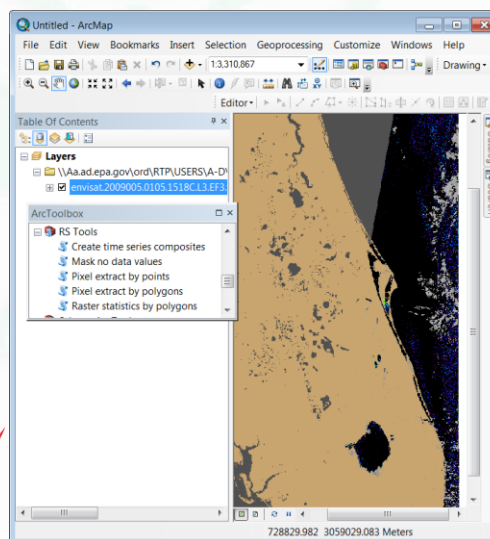 Untitled - ArcMap
File Edit View Bookmarks Insert Selection Geoprocessing Customize Windows Help
1:3,310,867
Drawing
Editor
Table Of Contents
Layers
\\Aa.ad.epa.gov\ord\RTP\USERS\A-D\
envisat.2009005.0105.1518C.L3.EF3.
ArcToolbox
RS Tools
Create time series composites
Mask no data values
Pixel extract by points
Pixel extract by polygons
Raster statistics by polygons
728829.982 3059029.083 Meters